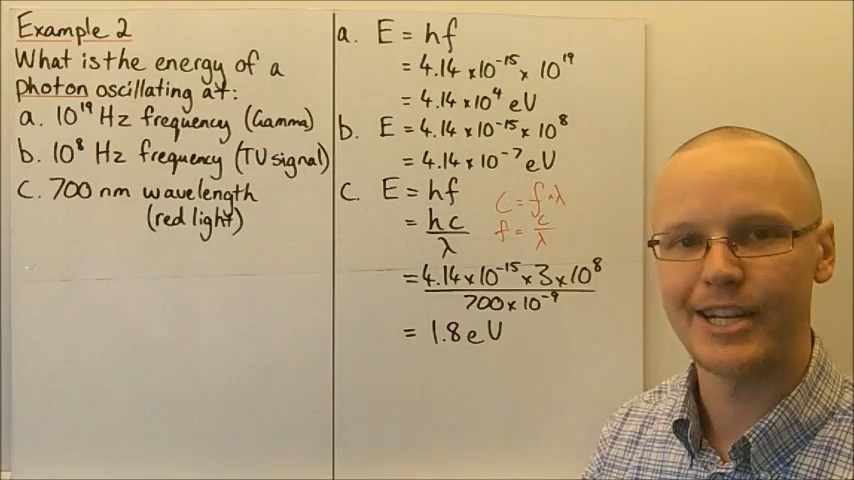 Example 2
What is the energy of a
photon oscillating at:
a. 10¹⁹ Hz frequency (Gamma)
b. 10⁸ Hz frequency (TV signal)
c. 700 nm wavelength
(red light)
a. E = hf
= 4.14 × 10⁻¹⁵ × 10¹⁹
= 4.14 × 10⁴ eV
b. E = 4.14 × 10⁻¹⁵ × 10⁸
= 4.14 × 10⁻⁷ eV
c. E = hf
= hc/λ
C = f × λ
f = c/λ
= 4.14 × 10⁻¹⁵ × 3 × 10⁸
700 × 10⁻⁹
= 1.8 eV